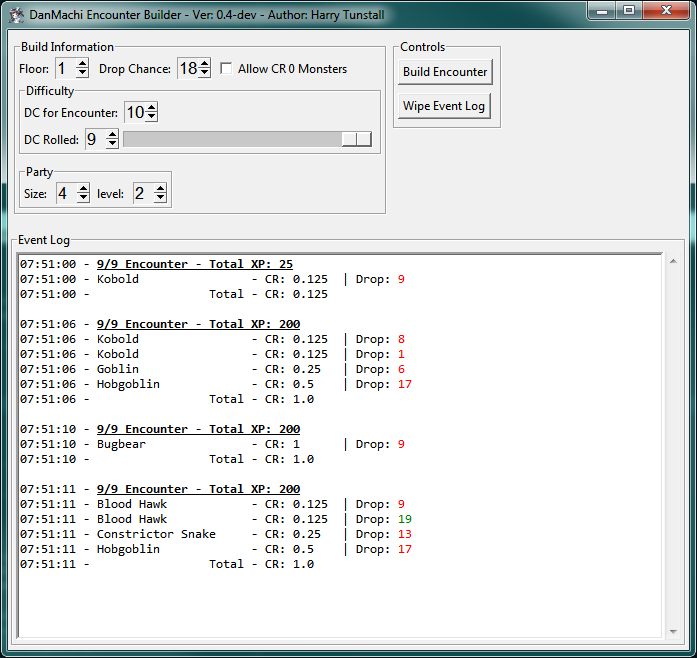 DanMachi Encounter Builder - Ver: 0.4-dev - Author: Harry Tunstall
Build Information
Floor: 1 Drop Chance: 18 Allow CR 0 Monsters
Difficulty
DC for Encounter: 10
DC Rolled: 9
Party
Size: 4 level: 2
Controls
Build Encounter
Wipe Event Log
Event Log
07:51:00 - 9/9 Encounter - Total XP: 25
07:51:00 - Kobold - CR: 0.125 | Drop: 9
07:51:00 - Total - CR: 0.125
07:51:06 - 9/9 Encounter - Total XP: 200
07:51:06 - Kobold - CR: 0.125 | Drop: 8
07:51:06 - Kobold - CR: 0.125 | Drop: 1
07:51:06 - Goblin - CR: 0.25 | Drop: 6
07:51:06 - Hobgoblin - CR: 0.5 | Drop: 17
07:51:06 - Total - CR: 1.0
07:51:10 - 9/9 Encounter - Total XP: 200
07:51:10 - Bugbear - CR: 1 | Drop: 9
07:51:10 - Total - CR: 1.0
07:51:11 - 9/9 Encounter - Total XP: 200
07:51:11 - Blood Hawk - CR: 0.125 | Drop: 9
07:51:11 - Blood Hawk - CR: 0.125 | Drop: 19
07:51:11 - Constrictor Snake - CR: 0.25 | Drop: 13
07:51:11 - Hobgoblin - CR: 0.5 | Drop: 17
07:51:11 - Total - CR: 1.0